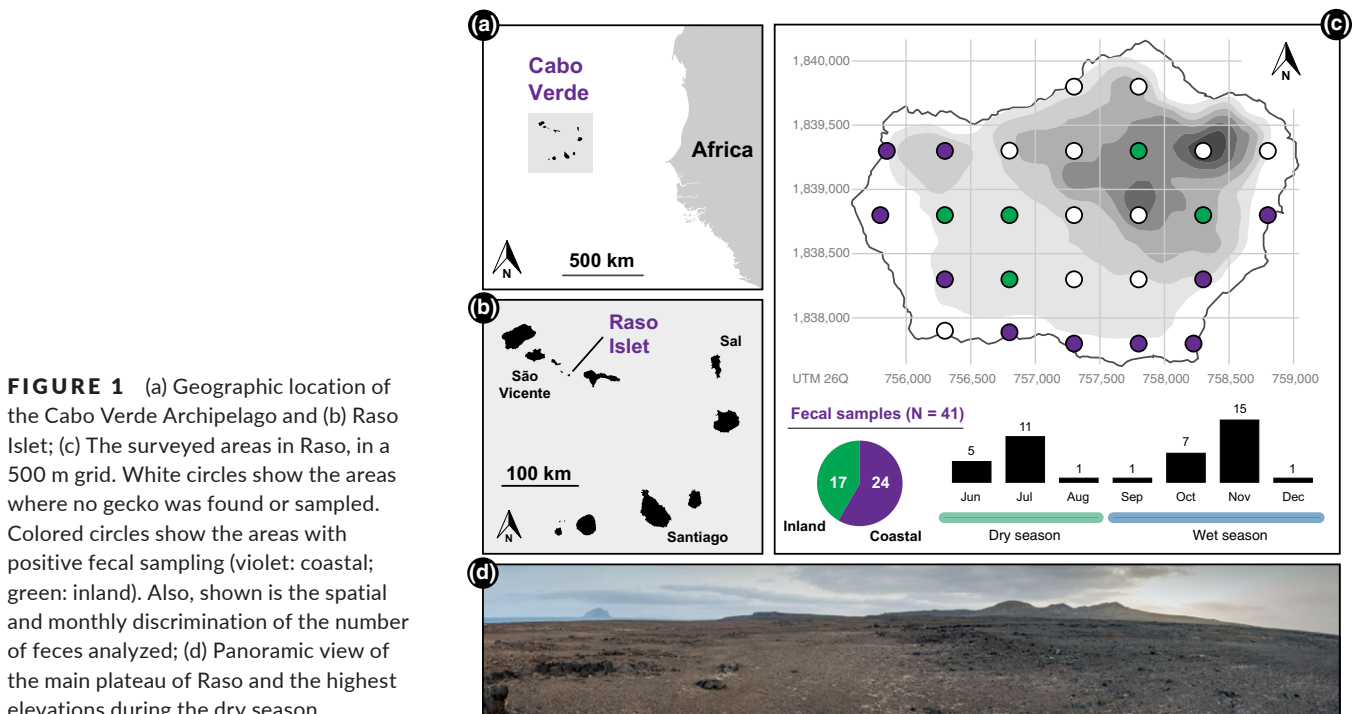 FIGURE 1 (a) Geographic location of
the Cabo Verde Archipelago and (b) Raso
Islet; (c) The surveyed areas in Raso, in a
500 m grid. White circles show the areas
where no gecko was found or sampled.
Colored circles show the areas with
positive fecal sampling (violet: coastal;
green: inland). Also, shown is the spatial
and monthly discrimination of the number
of feces analyzed; (d) Panoramic view of
the main plateau of Raso and the highest
elevations during the dry season
(a)
Cabo
Verde
Africa
N
500 km
(b)
Raso
Islet
Sal
São
Vicente
100 km
N
Santiago
(c)
N
1,840,000
1,839,500
1,839,000
1,838,500
1,838,000
UTM 26Q 756,000 756,500 757,000 757,500 758,000 758,500 759,000
Fecal samples (N = 41)
17 24
Inland
Coastal
5 11 1 1 7 15 1
Jun Jul Aug Sep Oct Nov Dec
Dry season Wet season
(d)